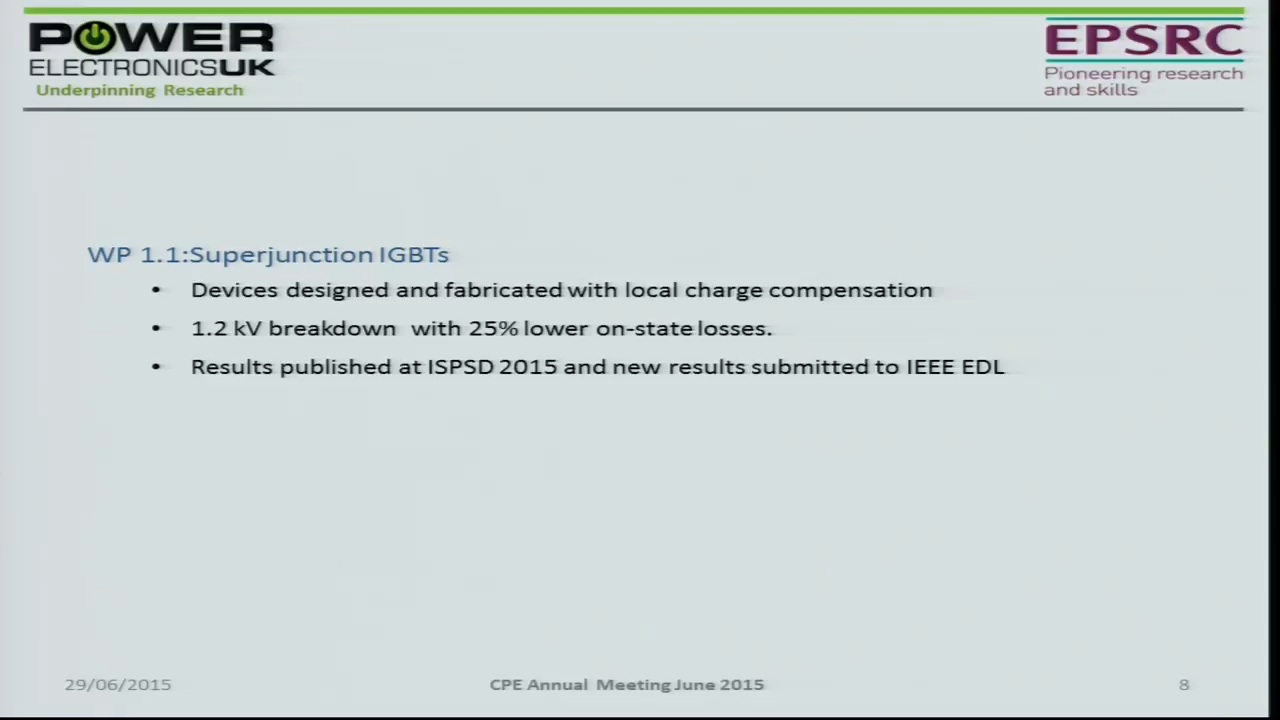 POWER
ELECTRONICSUK
Underpinning Research
EPSRC
Pioneering research
and skills
WP 1.1:Superjunction IGBTs
• Devices designed and fabricated with local charge compensation
• 1.2 kV breakdown with 25% lower on-state losses.
• Results published at ISPSD 2015 and new results submitted to IEEE EDL
29/06/2015
CPE Annual Meeting June 2015
8